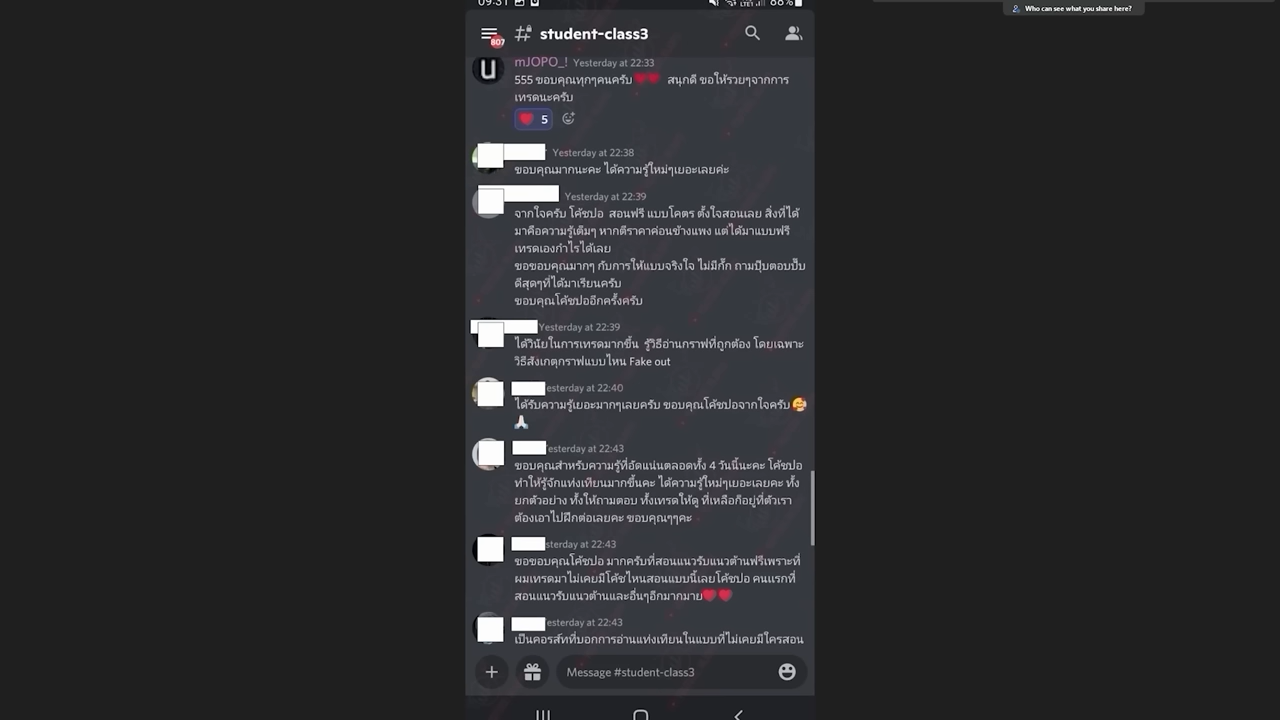 09:31
88%
Who can see what you share here?
807
student-class3
mJOPO_! Yesterday at 22:33
555 ขอบคุณทุกๆคนครับ❤️❤️ สนุกดี ขอให้รวยๆจากการ
เทรดนะครับ
❤️ 5
Yesterday at 22:38
ขอบคุณมากนะคะ ได้ความรู้ใหม่ๆเยอะเลยค่ะ
Yesterday at 22:39
จากใจครับ โค้ชปอ สอนฟรี แบบโคตร ตั้งใจสอนเลย สิ่งที่ได้
มาคือความรู้เต็มๆ หากตีราคาค่อนข้างแพง แต่ได้มาแบบฟรี
เทรดเองกำไรได้เลย
ขอขอบคุณมากๆ กับการให้แบบจริงใจ ไม่มีกั๊ก ถามปุ๊บตอบปั๊บ
ดีสุดๆที่ได้มาเรียนครับ
ขอบคุณโค้ชปออีกครั้งครับ
Yesterday at 22:39
ได้วินัยในการเทรดมากขึ้น รู้วิธีอ่านกราฟที่ถูกต้อง โดยเฉพาะ
วิธีสังเกตุกราฟแบบไหน Fake out
esterday at 22:40
ได้รับความรู้เยอะมากๆเลยครับ ขอบคุณโค้ชปอจากใจครับ🥰
🙏🏻
esterday at 22:43
ขอบคุณสำหรับความรู้ที่อัดแน่นตลอดทั้ง 4 วันนี้นะคะ โค้ชปอ
ทำให้รู้จักแท่งเทียนมากขึ้นคะ ได้ความรู้ใหม่ๆเยอะเลยคะ ทั้ง
ยกตัวอย่าง ทั้งให้ถามตอบ ทั้งเทรดให้ดู ที่เหลือก็อยู่ที่ตัวเรา
ต้องเอาไปฝึกต่อเลยคะ ขอบคุณๆๆคะ
sterday at 22:43
ขอขอบคุณโค้ชปอ มากครับที่สอนแนวรับแนวต้านฟรีเพราะที่
ผมเทรดมาไม่เคยมีโค้ชไหนสอนแบบนี้เลยโค้ชปอ คนแรกที่
สอนแนวรับแนวต้านและอื่นๆอีกมากมาย❤️❤️
esterday at 22:43
เป็นคอรส์ทที่บอกการอ่านแท่งเทียนในแบบที่ไม่เคยมีใครสอน
Message #student-class3